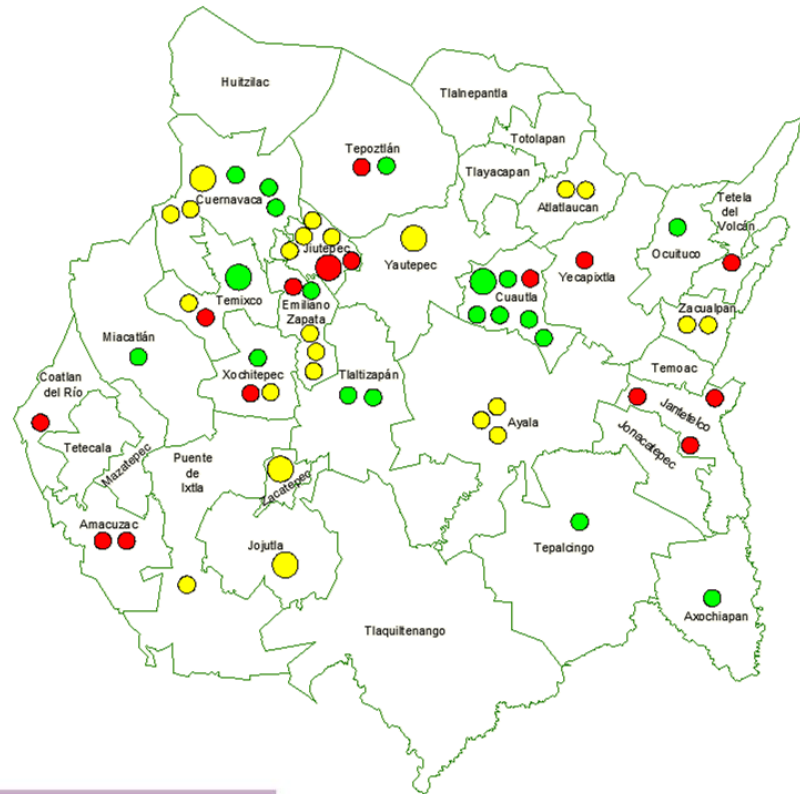 Huitzilac
Tlalnepantla
Totolapan
Tepoztlán
Tlayacapan
Cuernavaca
Atlatlaucan
Tetela
del
Volcán
Jiutepec
Yautepec
Ocuituco
Yecapixtla
Temixco
Emiliano
Zapata
Cuautla
Zacualpan
Miacatlán
Temoac
Coatlan
del Río
Xochitepec
Tlaltizapán
Jantetelco
Ayala
Jonacatepec
Tetecala
Mazatepec
Puente
de
Ixtla
Zacatepec
Amacuzac
Jojutla
Tepalcingo
Axochiapan
Tlaquiltenango